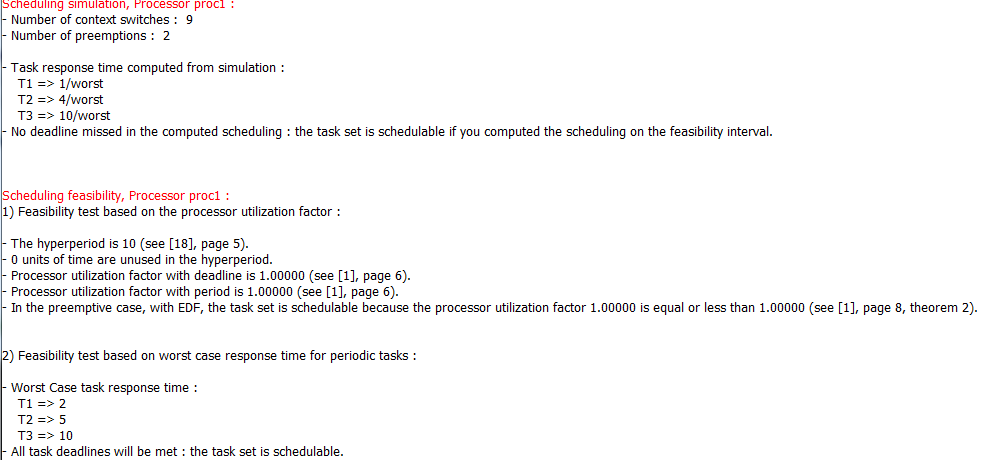 Scheduling simulation, Processor proc1 :
- Number of context switches : 9
- Number of preemptions : 2
- Task response time computed from simulation :
T1 => 1/worst
T2 => 4/worst
T3 => 10/worst
- No deadline missed in the computed scheduling : the task set is schedulable if you computed the scheduling on the feasibility interval.
Scheduling feasibility, Processor proc1 :
1) Feasibility test based on the processor utilization factor :
- The hyperperiod is 10 (see [18], page 5).
- 0 units of time are unused in the hyperperiod.
- Processor utilization factor with deadline is 1.00000 (see [1], page 6).
- Processor utilization factor with period is 1.00000 (see [1], page 6).
- In the preemptive case, with EDF, the task set is schedulable because the processor utilization factor 1.00000 is equal or less than 1.00000 (see [1], page 8, theorem 2).
2) Feasibility test based on worst case response time for periodic tasks :
- Worst Case task response time :
T1 => 2
T2 => 5
T3 => 10
- All task deadlines will be met : the task set is schedulable.